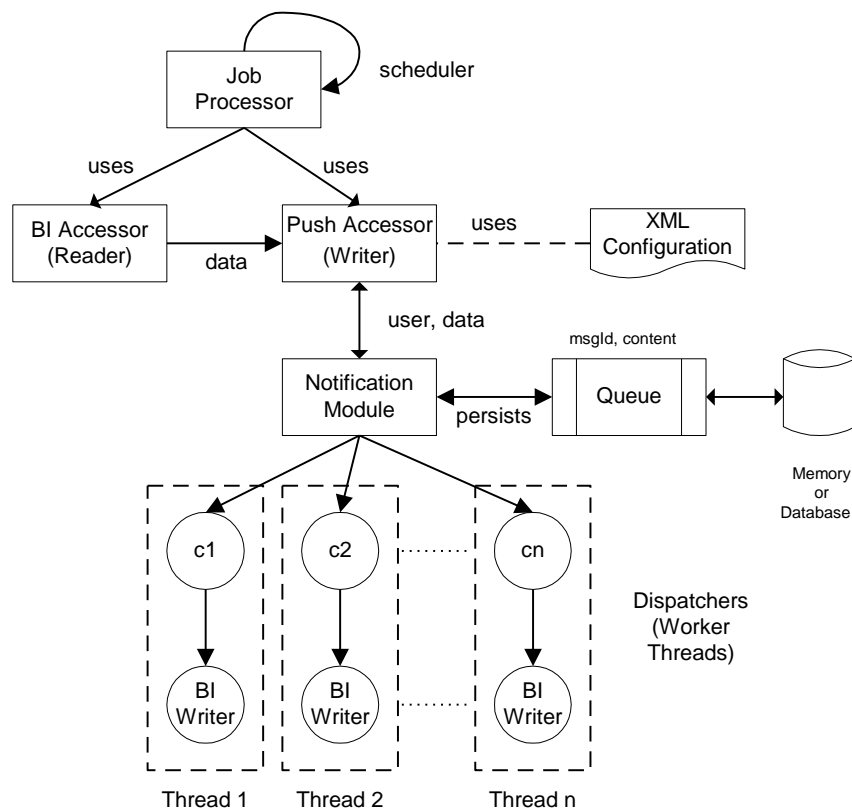 Job
Processor
scheduler
uses
uses
BI Accessor
(Reader)
data
Push Accessor
(Writer)
uses
XML
Configuration
user, data
msgId, content
Notification
Module
persists
Queue
Memory
or
Database
c1
c2
cn
Dispatchers
(Worker
Threads)
BI
Writer
BI
Writer
BI
Writer
Thread 1
Thread 2
Thread n